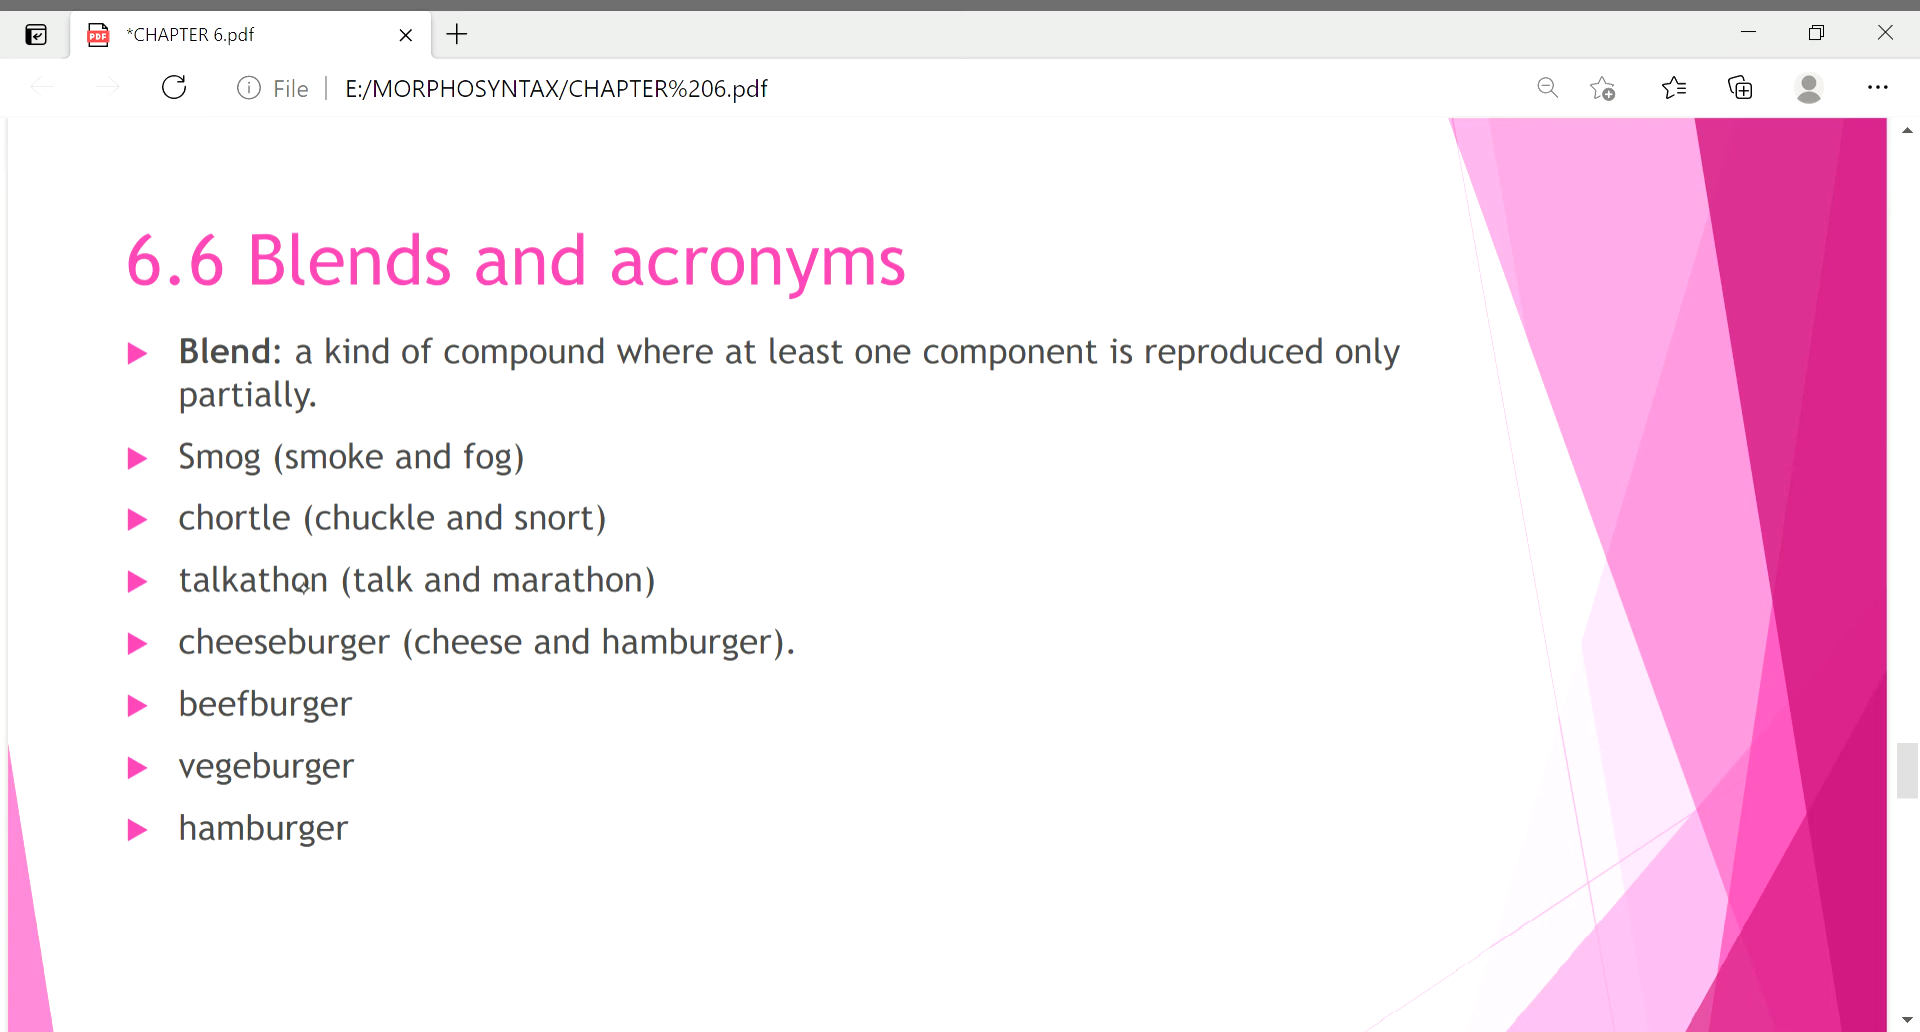 *CHAPTER 6.pdf
File
E:/MORPHOSYNTAX/CHAPTER%206.pdf
6.6 Blends and acronyms
Blend: a kind of compound where at least one component is reproduced only
partially.
Smog (smoke and fog)
chortle (chuckle and snort)
talkathon (talk and marathon)
cheeseburger (cheese and hamburger).
beefburger
vegeburger
hamburger